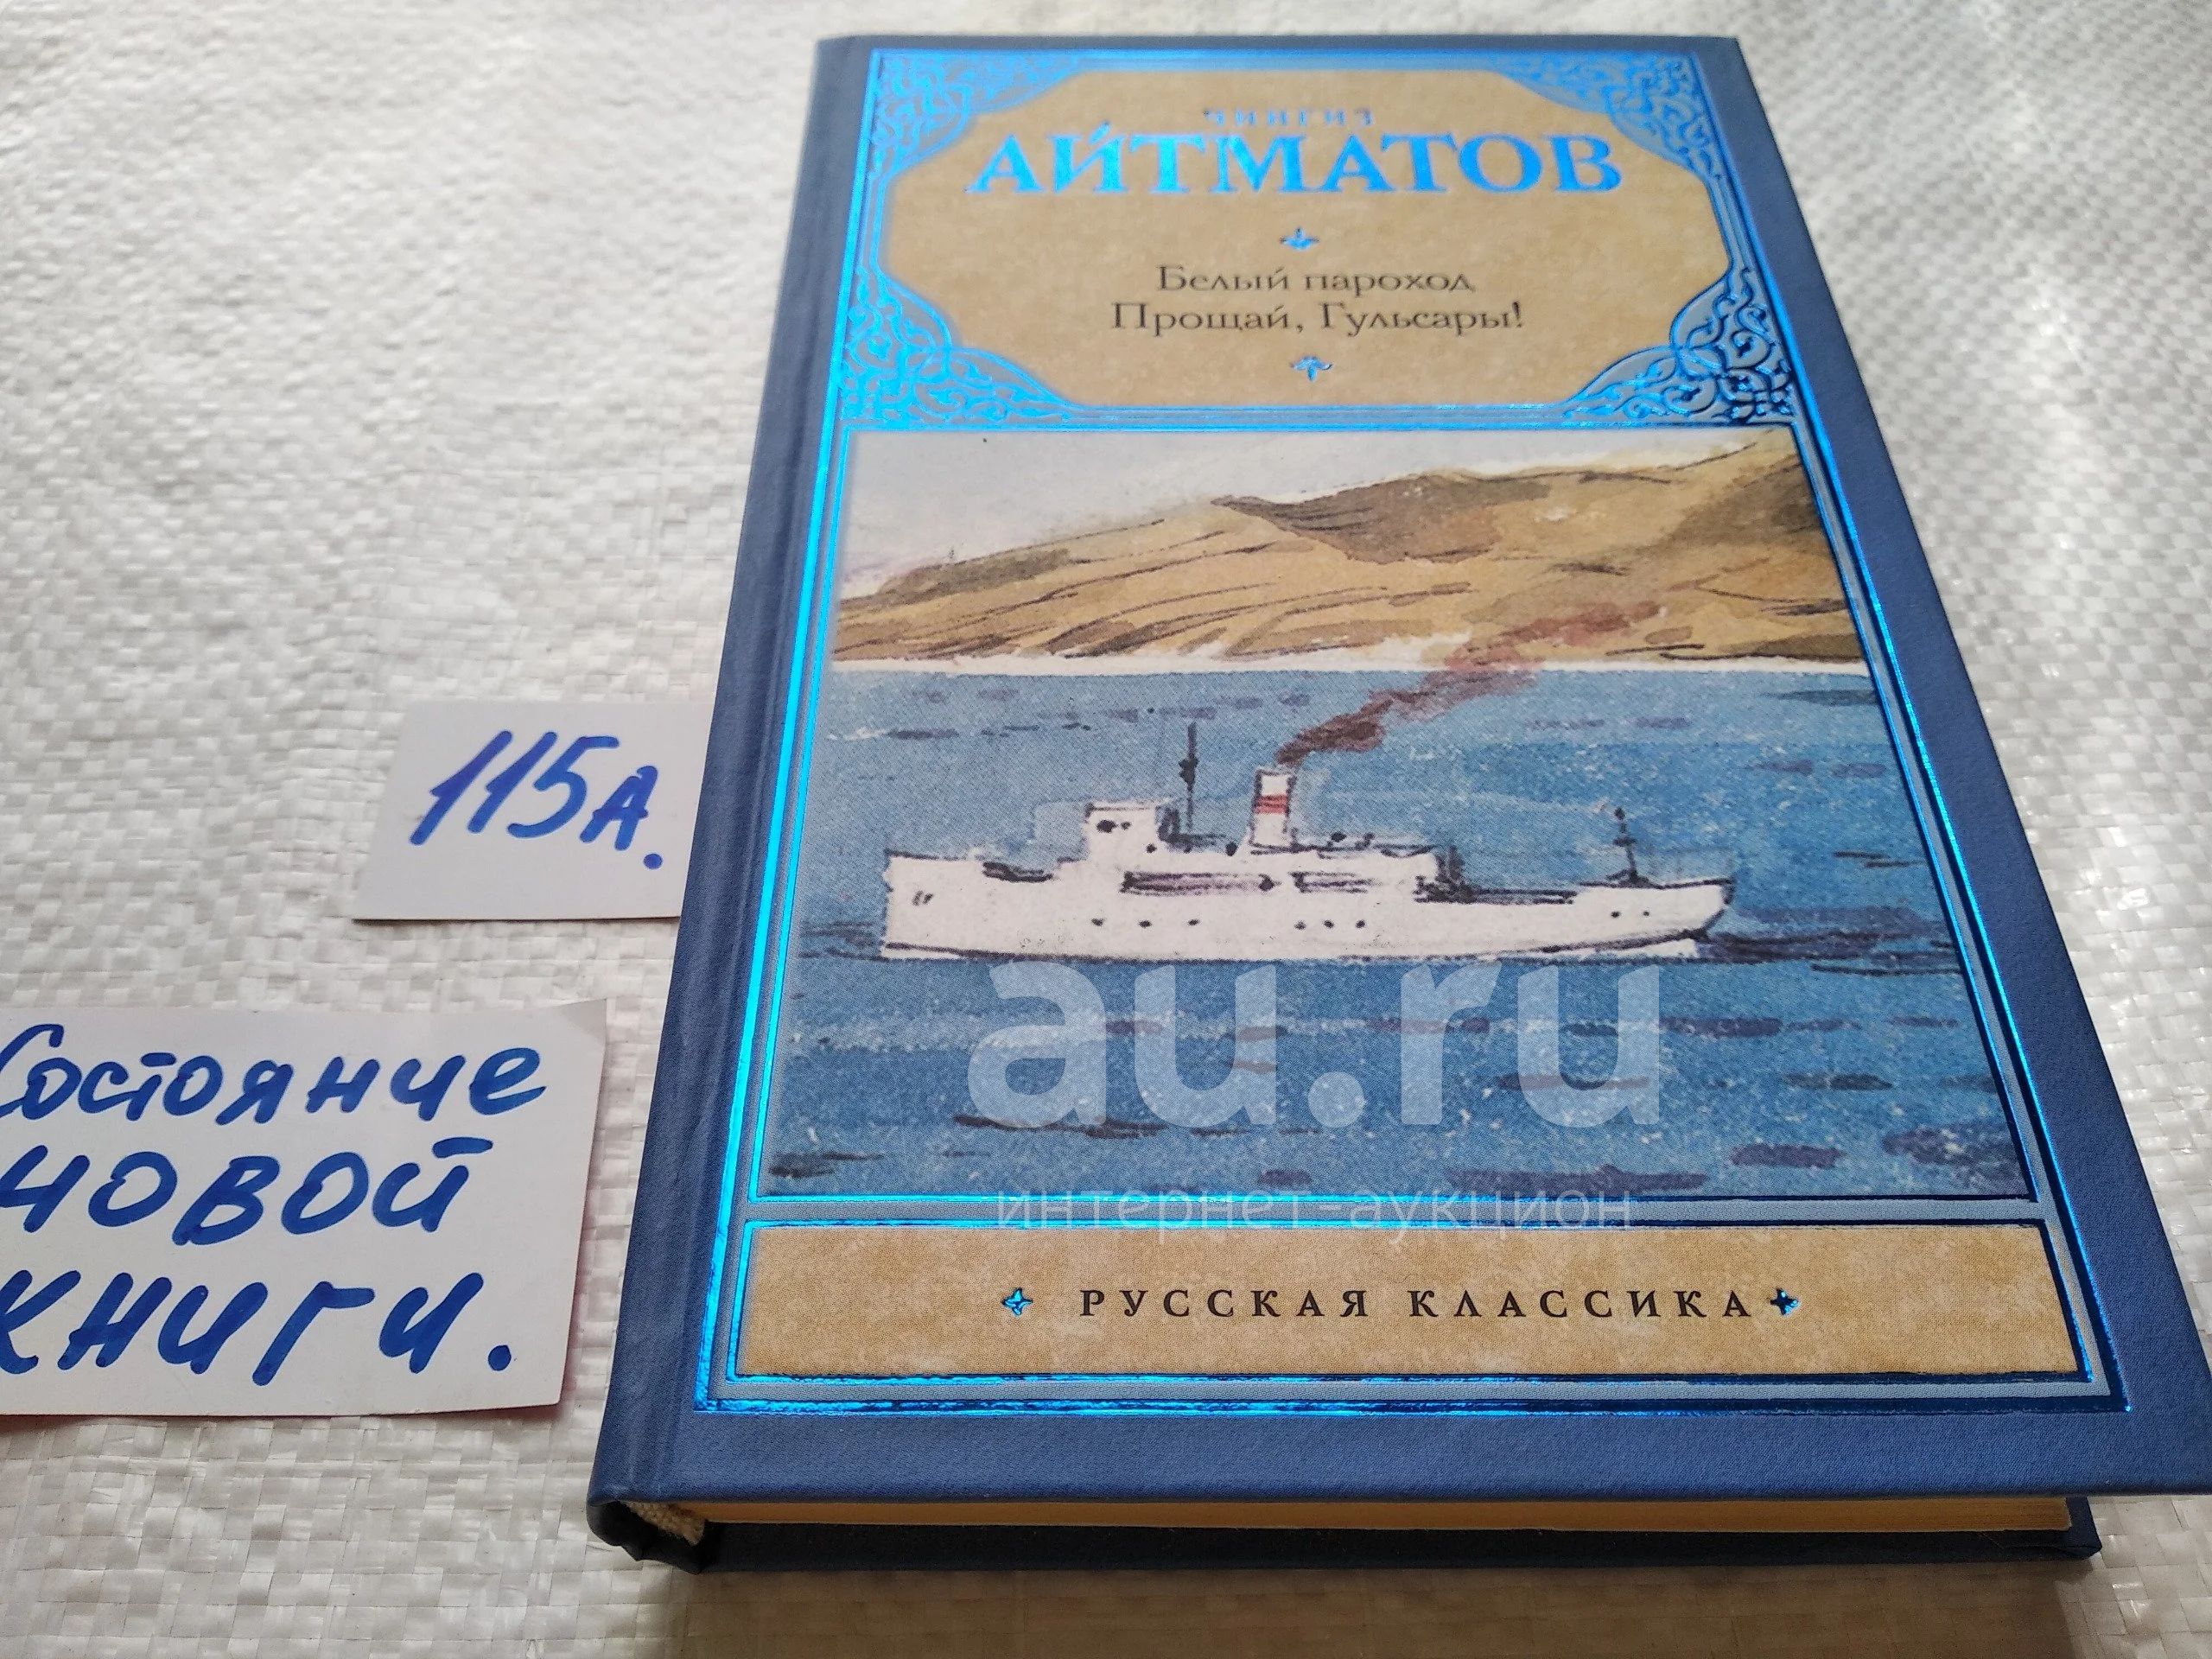 ЧИНГИЗ
АЙТМАТОВ
Белый пароход
Прощай, Гульсары!
115А.
Состояние
новой
книги.
au.ru
интернет-аукцион
РУССКАЯ КЛАССИКА